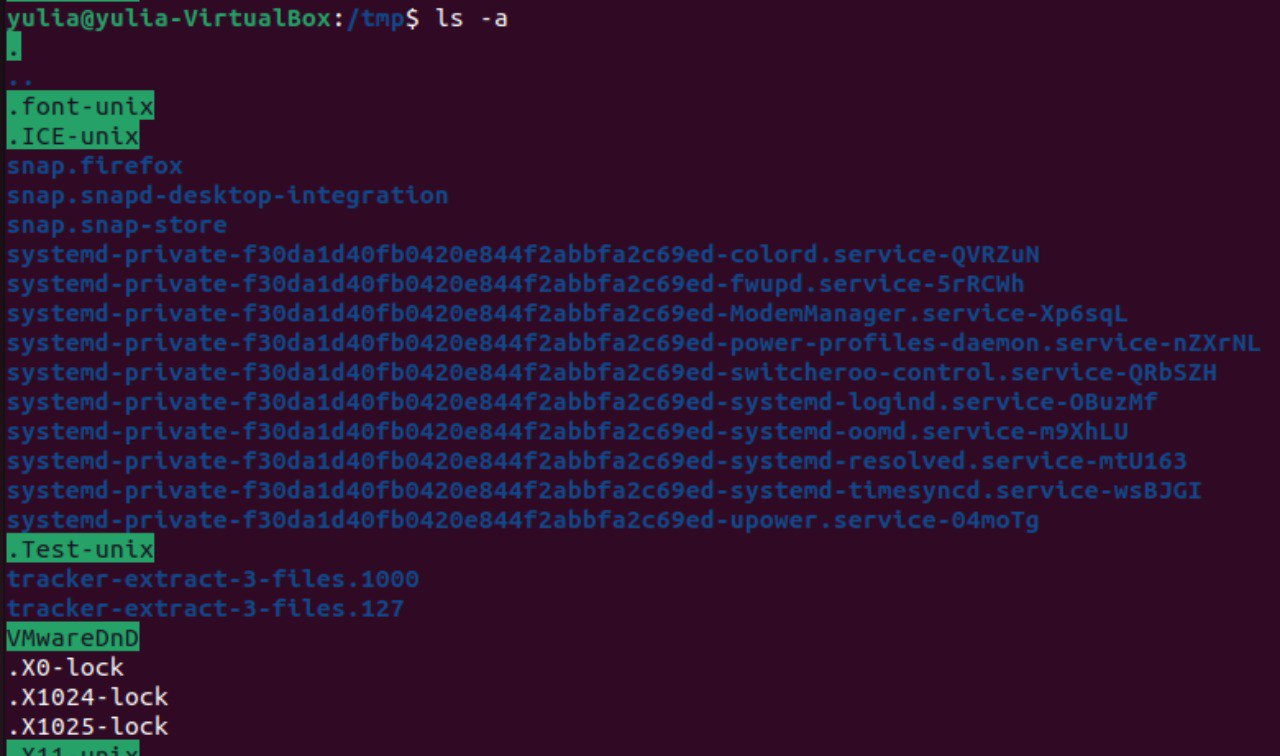 yulia@yulia-VirtualBox:/tmp$ ls -a
.
..
.font-unix
.ICE-unix
snap.firefox
snap.snapd-desktop-integration
snap.snap-store
systemd-private-f30da1d40fb0420e844f2abbfa2c69ed-colord.service-QVRZuN
systemd-private-f30da1d40fb0420e844f2abbfa2c69ed-fwupd.service-5rRCWh
systemd-private-f30da1d40fb0420e844f2abbfa2c69ed-ModemManager.service-Xp6sqL
systemd-private-f30da1d40fb0420e844f2abbfa2c69ed-power-profiles-daemon.service-nZXrNL
systemd-private-f30da1d40fb0420e844f2abbfa2c69ed-switcheroo-control.service-QRbSZH
systemd-private-f30da1d40fb0420e844f2abbfa2c69ed-systemd-logind.service-OBuzMf
systemd-private-f30da1d40fb0420e844f2abbfa2c69ed-systemd-oomd.service-m9XhLU
systemd-private-f30da1d40fb0420e844f2abbfa2c69ed-systemd-resolved.service-mtU163
systemd-private-f30da1d40fb0420e844f2abbfa2c69ed-systemd-timesyncd.service-wsBJGI
systemd-private-f30da1d40fb0420e844f2abbfa2c69ed-upower.service-04moTg
.Test-unix
tracker-extract-3-files.1000
tracker-extract-3-files.127
VMwareDnD
.X0-lock
.X1024-lock
.X1025-lock
.X11-unix